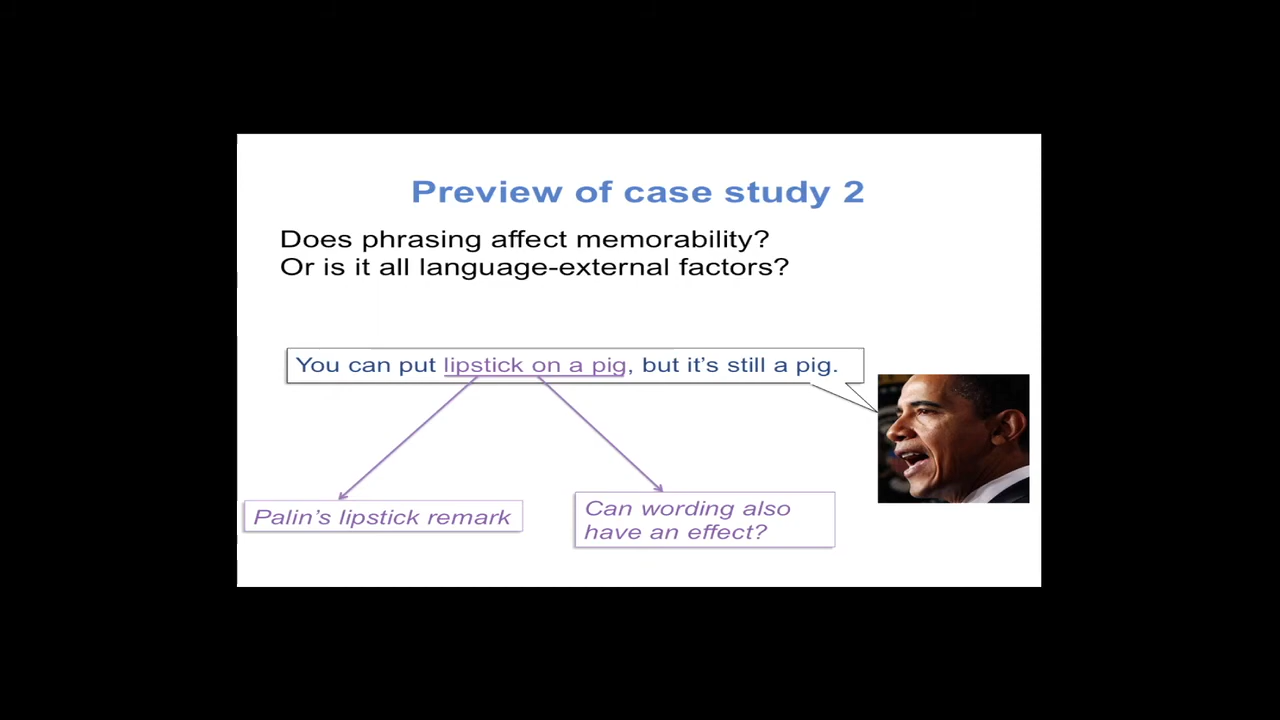 Preview of case study 2
Does phrasing affect memorability?
Or is it all language-external factors?
You can put lipstick on a pig, but it's still a pig.
Palin's lipstick remark
Can wording also
have an effect?